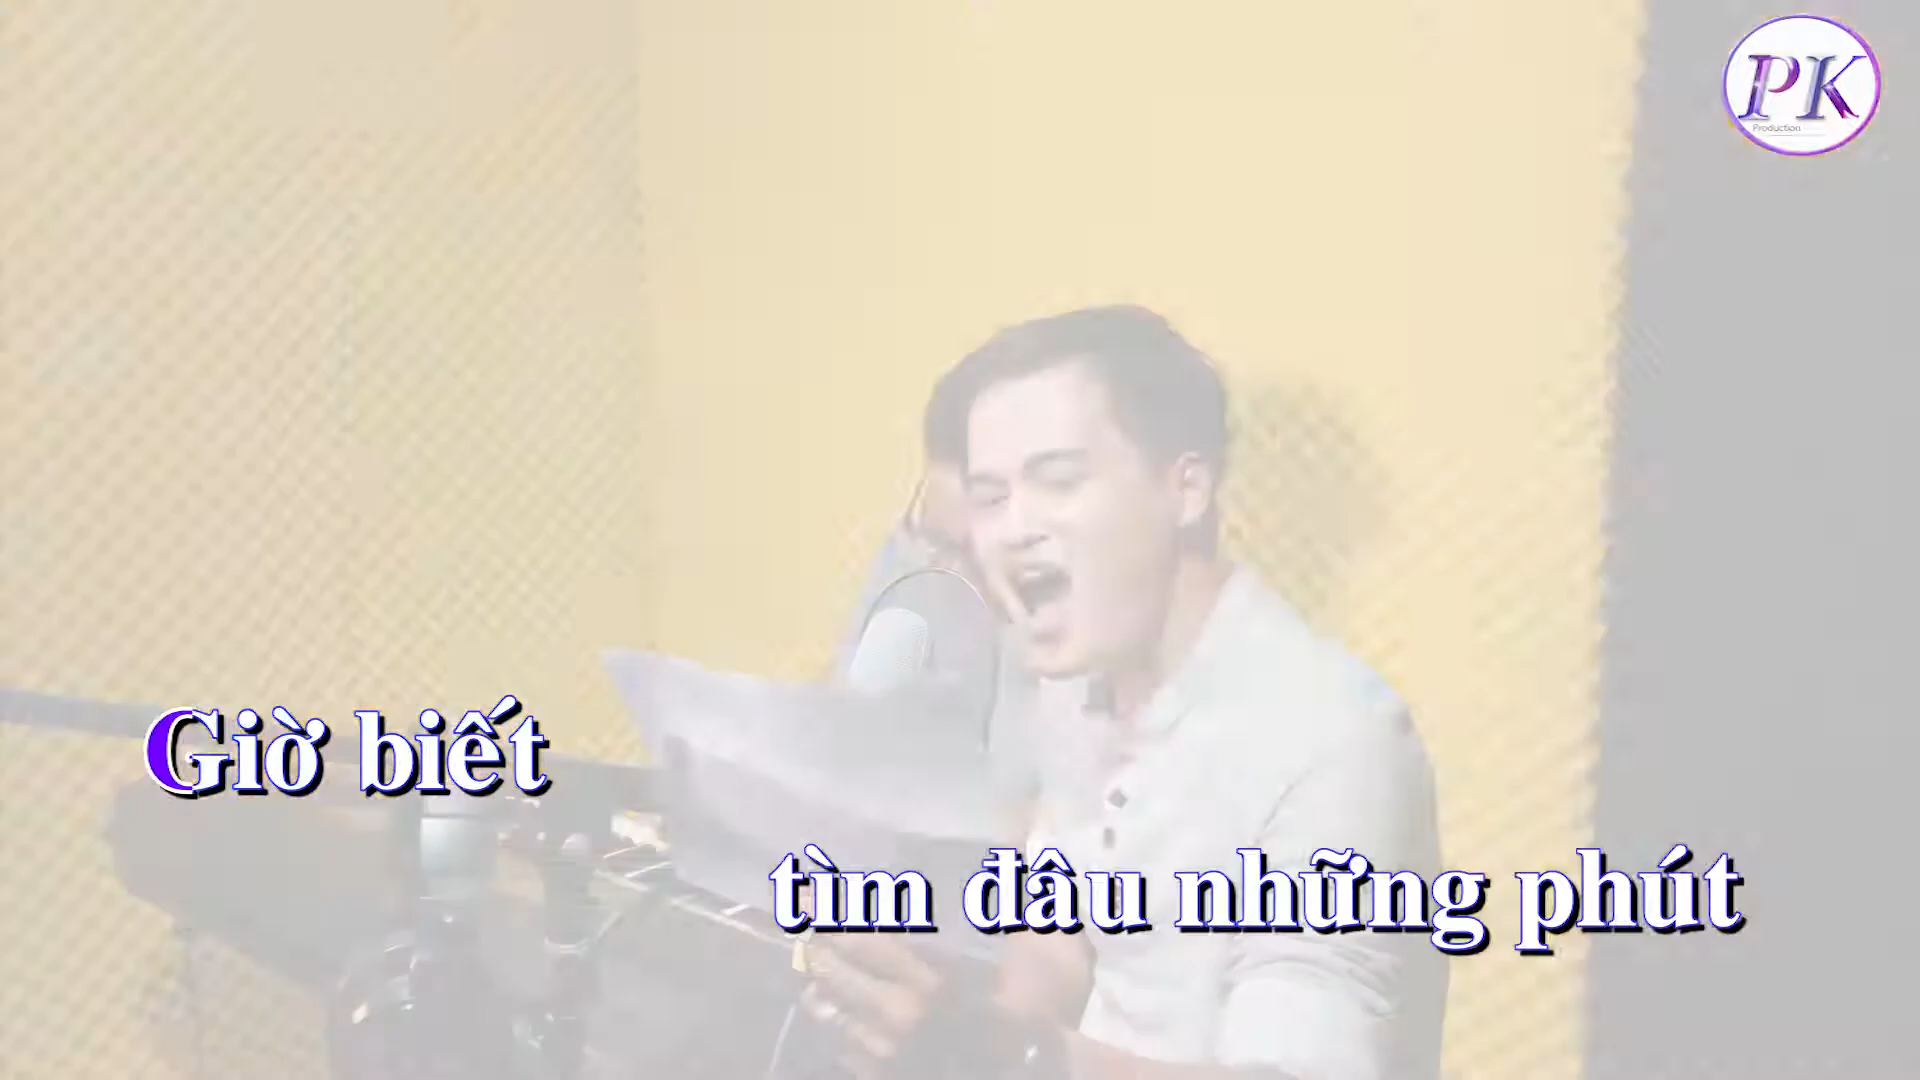 PK
Production
Giờ biết
tìm đâu những phút